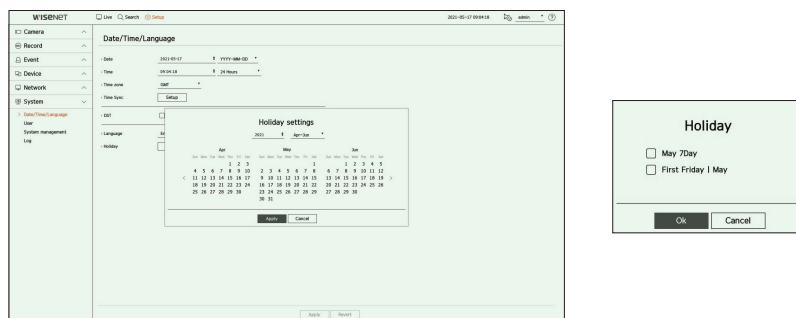 WISENET Live Search Setup 2021-05-17 09:04:18 admin
Camera
Date/Time/Language
Record
Event
Date 2021-05-17 YYYY-MM-DD
Device
Time 09:04:18 24 Hours
Network
Time zone GMT
System
Time Sync. Setup
Date/Time/Language
DST
User
System management
Language
Log
Holiday
Holiday settings
2021 Apr~Jun
Apr May Jun
Sun Mon Tue Wed Thu Fri Sat Sun Mon Tue Wed Thu Fri Sat Sun Mon Tue Wed Thu Fri Sat
1 2 3 1 1 2 3 4 5
4 5 6 7 8 9 10 2 3 4 5 6 7 8 6 7 8 9 10 11 12
< 11 12 13 14 15 16 17 9 10 11 12 13 14 15 13 14 15 16 17 18 19 >
18 19 20 21 22 23 24 16 17 18 19 20 21 22 20 21 22 23 24 25 26
25 26 27 28 29 30 23 24 25 26 27 28 29 27 28 29 30
30 31
Apply Cancel
Apply Revert
Holiday
May 7Day
First Friday | May
Ok Cancel